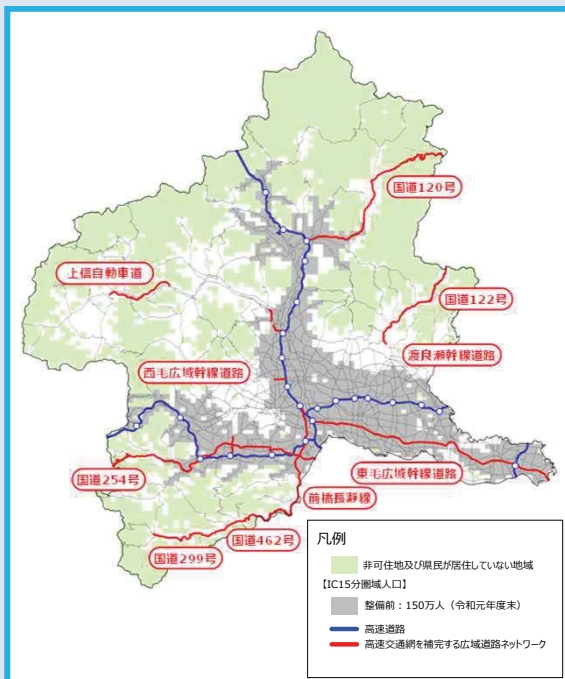 国道120号
上信自動車道
国道122号
渡良瀬幹線道路
西毛広域幹線道路
東毛広域幹線道路
国道254号
前橋長瀞線
国道462号
国道299号
凡例
非可住地及び県民が居住していない地域
【IC15分圏域人口】
整備前：150万人（令和元年度末）
高速道路
高速交通網を補完する広域道路ネットワーク